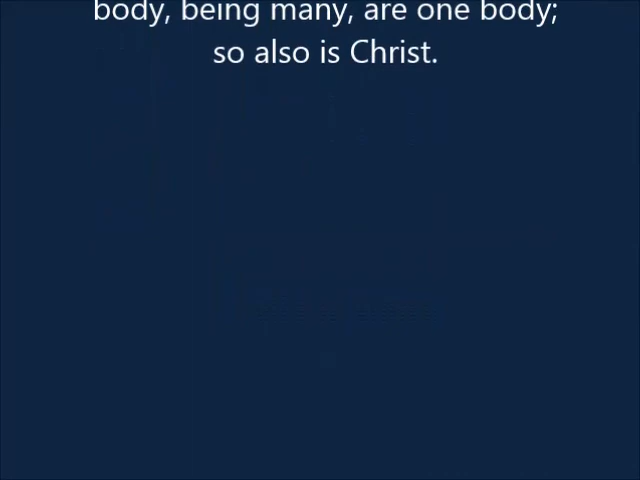 body, being many, are one body;
so also is Christ.